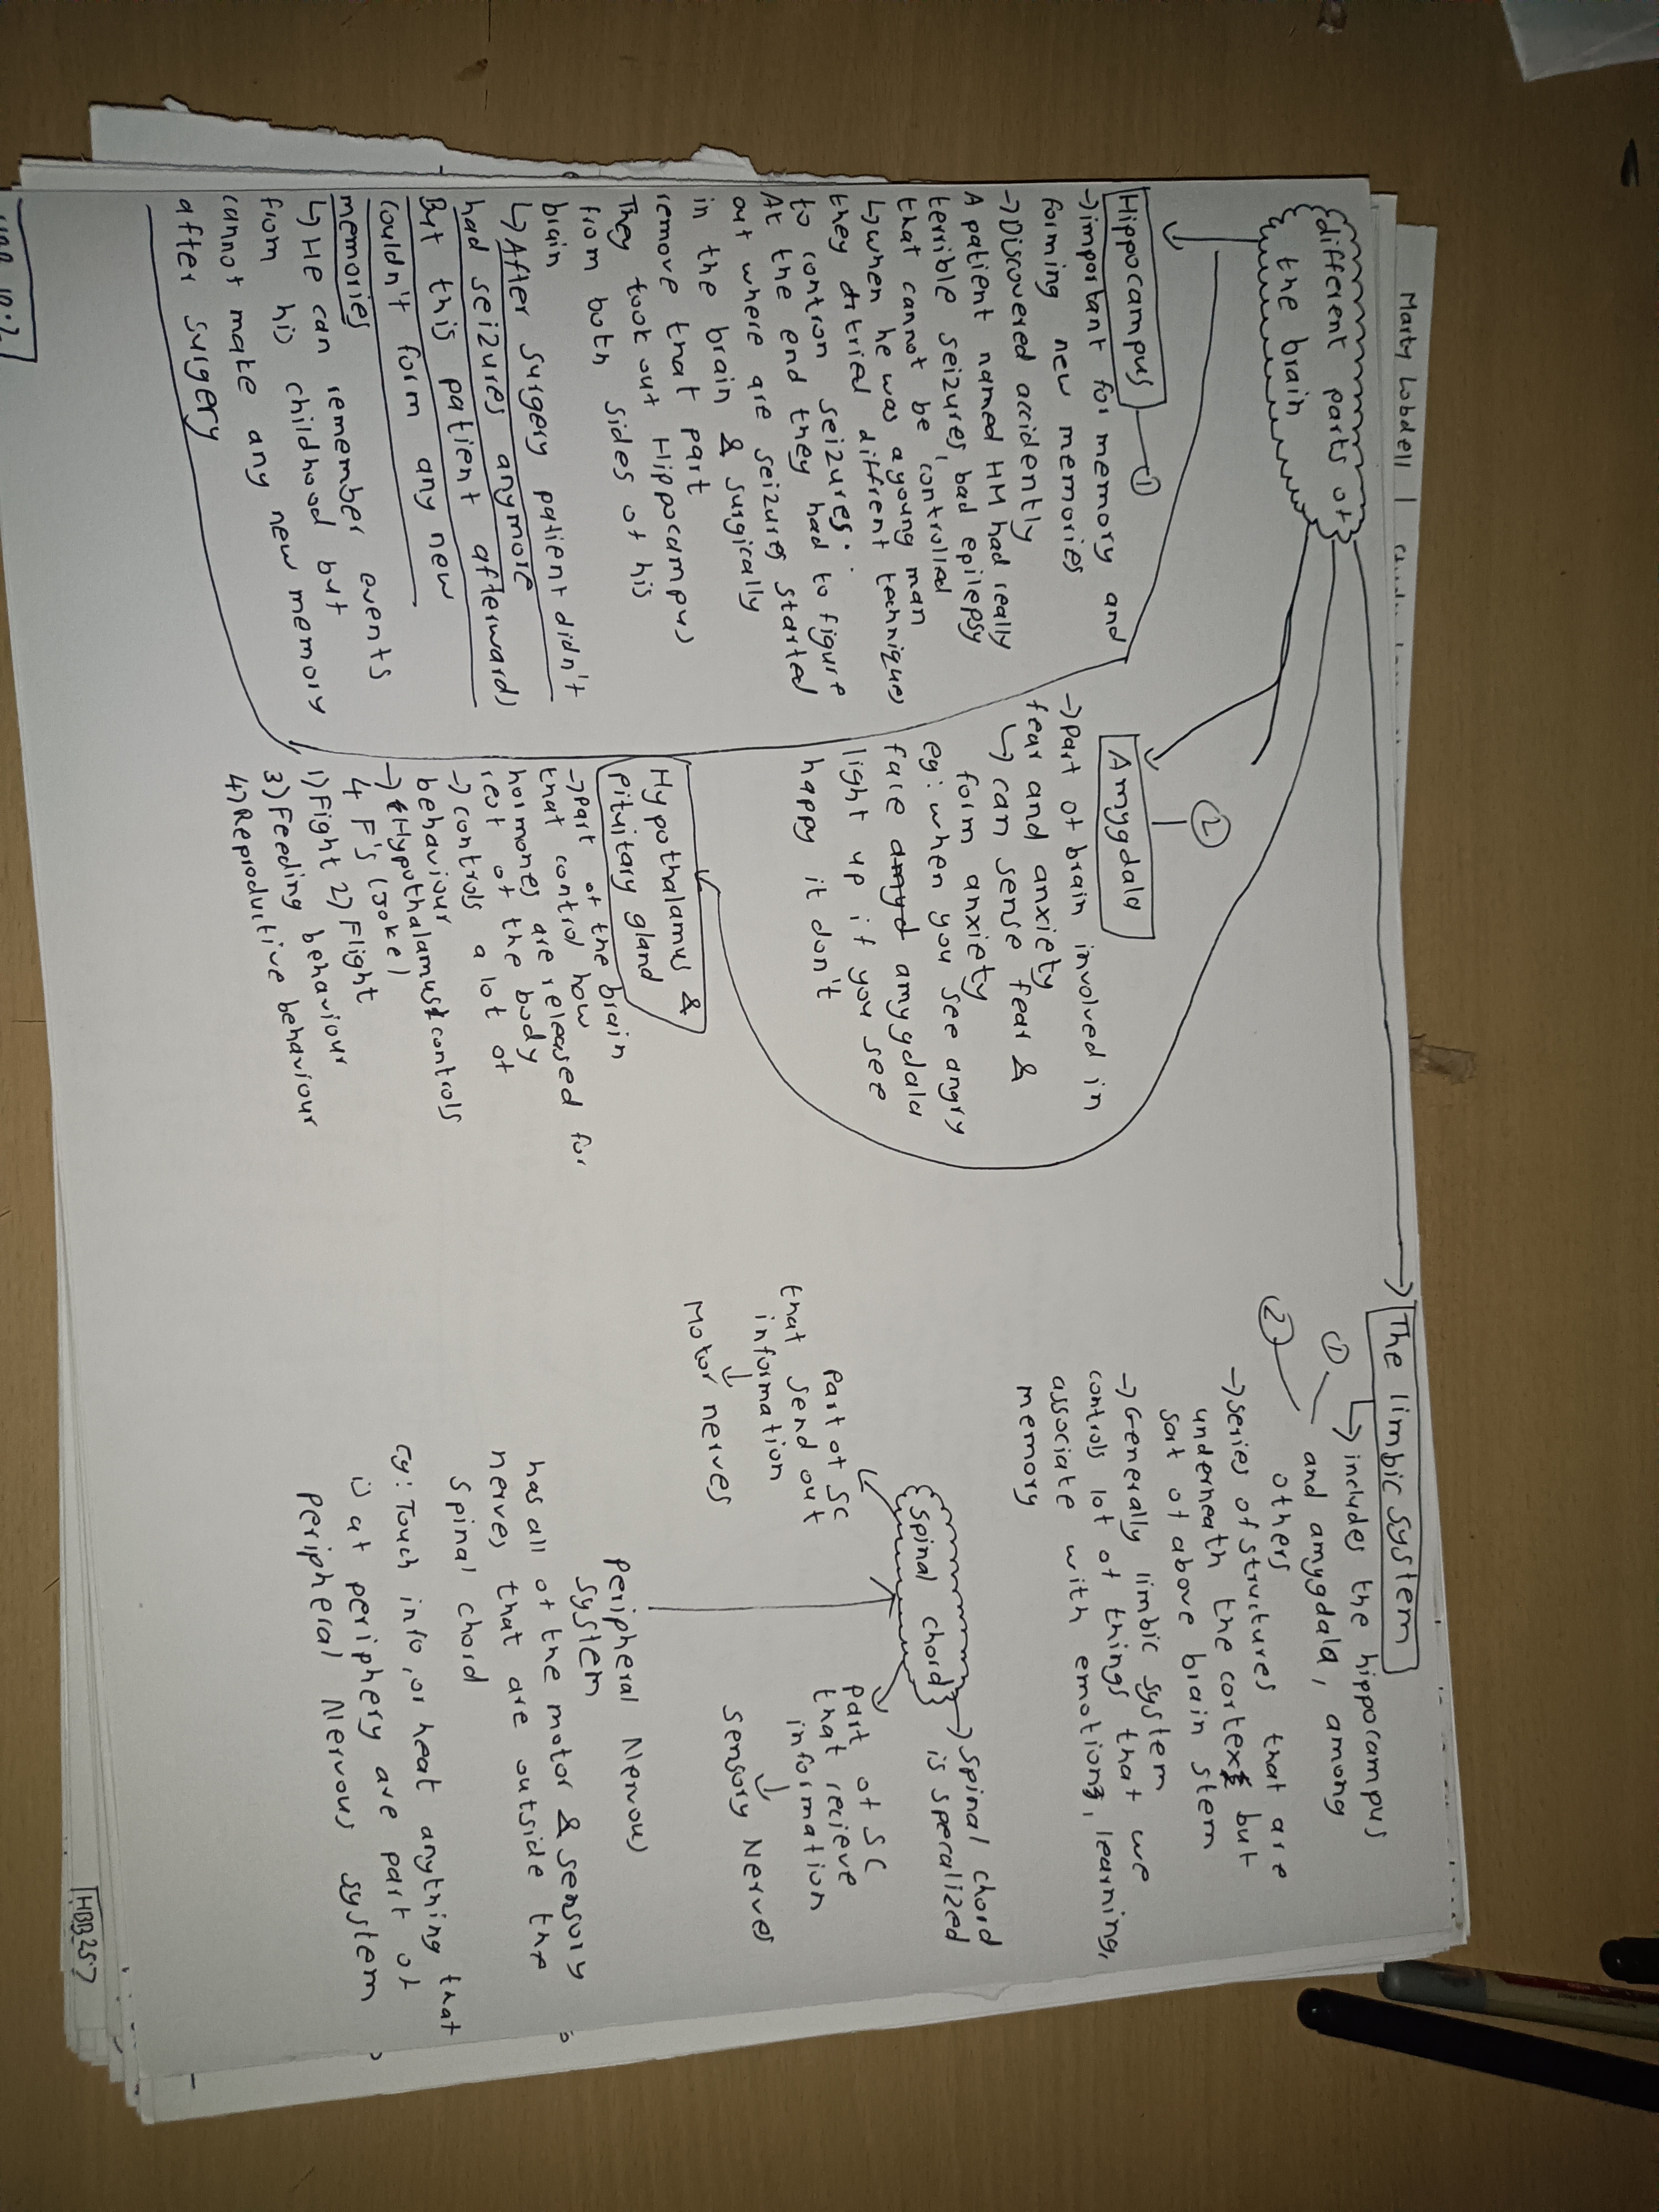 Marty Lobdell |
different parts of
the brain
Hippocampus
①
→important for memory and
forming new memories
→Discovered accidently
A patient named HM had really
terrible seizures, bad epilepsy
that cannot be controlled
↳when he was a young man
they dtried diffrent techniques
to contron seizures.
At the end they had to figure
out where are seizures started
in the brain & surgically
remove that part
They took out Hippocampus
from both sides of his
brain
↳After surgery patient didn't
had seizures anymore
But this patient afterwards
couldn't form any new
memories
↳He can remember events
from his childhood but
cannot make any new memory
after surgery
Amygdala
②
→Part of brain involved in
fear and anxiety
↳can sense fear &
form anxiety
eg: when you see angry
face amyd amygdala
light up if you see
happy it don't
Hypothalamus &
pituitary gland
→Part of the brain
that control how
hormones are released for
rest of the body
→controls a lot of
behaviour
→Hypothalamus controls
4 F's (joke)
1)Fight 2)Flight
3)Feeding behaviour
4)Reproductive behaviour
The limbic system
① ↳includes the hippocampus
② and amygdala, among
others
→series of structures that are
underneath the cortex but
sort of above brain stem
→Generally limbic system
controls lot of things that we
associate with emotions, learning,
memory
Spinal chord
→Spinal chord
is speralized
Part of SC
that send out
information
↓
Motor nerves
part of SC
that recieve
information
↓
Sensory Nerves
Peripheral Nervous
System
has all of the motor & sensory
nerves that are outside the
spinal chord
eg: Touch info, or heat anything that
is at periphery are part of
peripheral Nervous system
HBB25.7
10.2